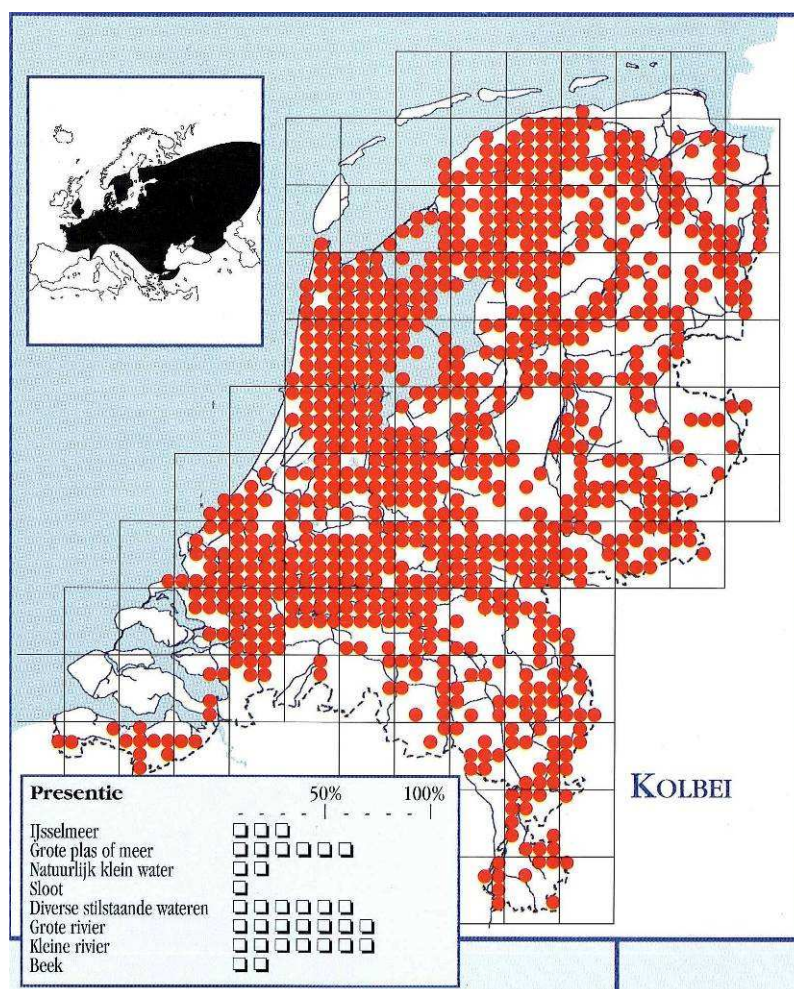 KOLBEI
Presentie 50% 100%
IJsselmeer
Grote plas of meer
Natuurlijk klein water
Sloot
Diverse stilstaande wateren
Grote rivier
Kleine rivier
Beek